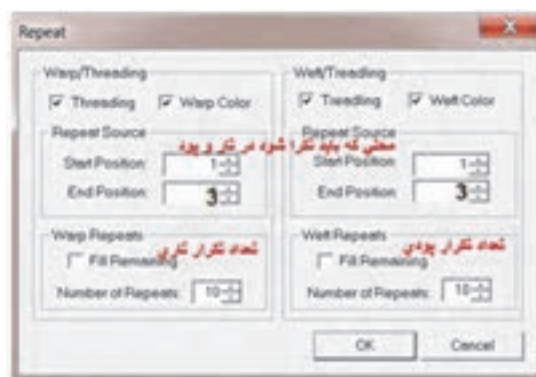 Repeat
Warp/Threading
Threading Warp Color
Repeat Source
Start Position: 1
End Position: 3
Warp Repeats
Fill Remaining
Number of Repeats: 10
Weft/Treadling
Treadling Weft Color
Repeat Source
Start Position: 1
End Position: 3
Weft Repeats
Fill Remaining
Number of Repeats: 10
محلی که باید تکرا شود در تار و پود
تعداد تکرار تاری
تعداد تکرار پودی
OK Cancel